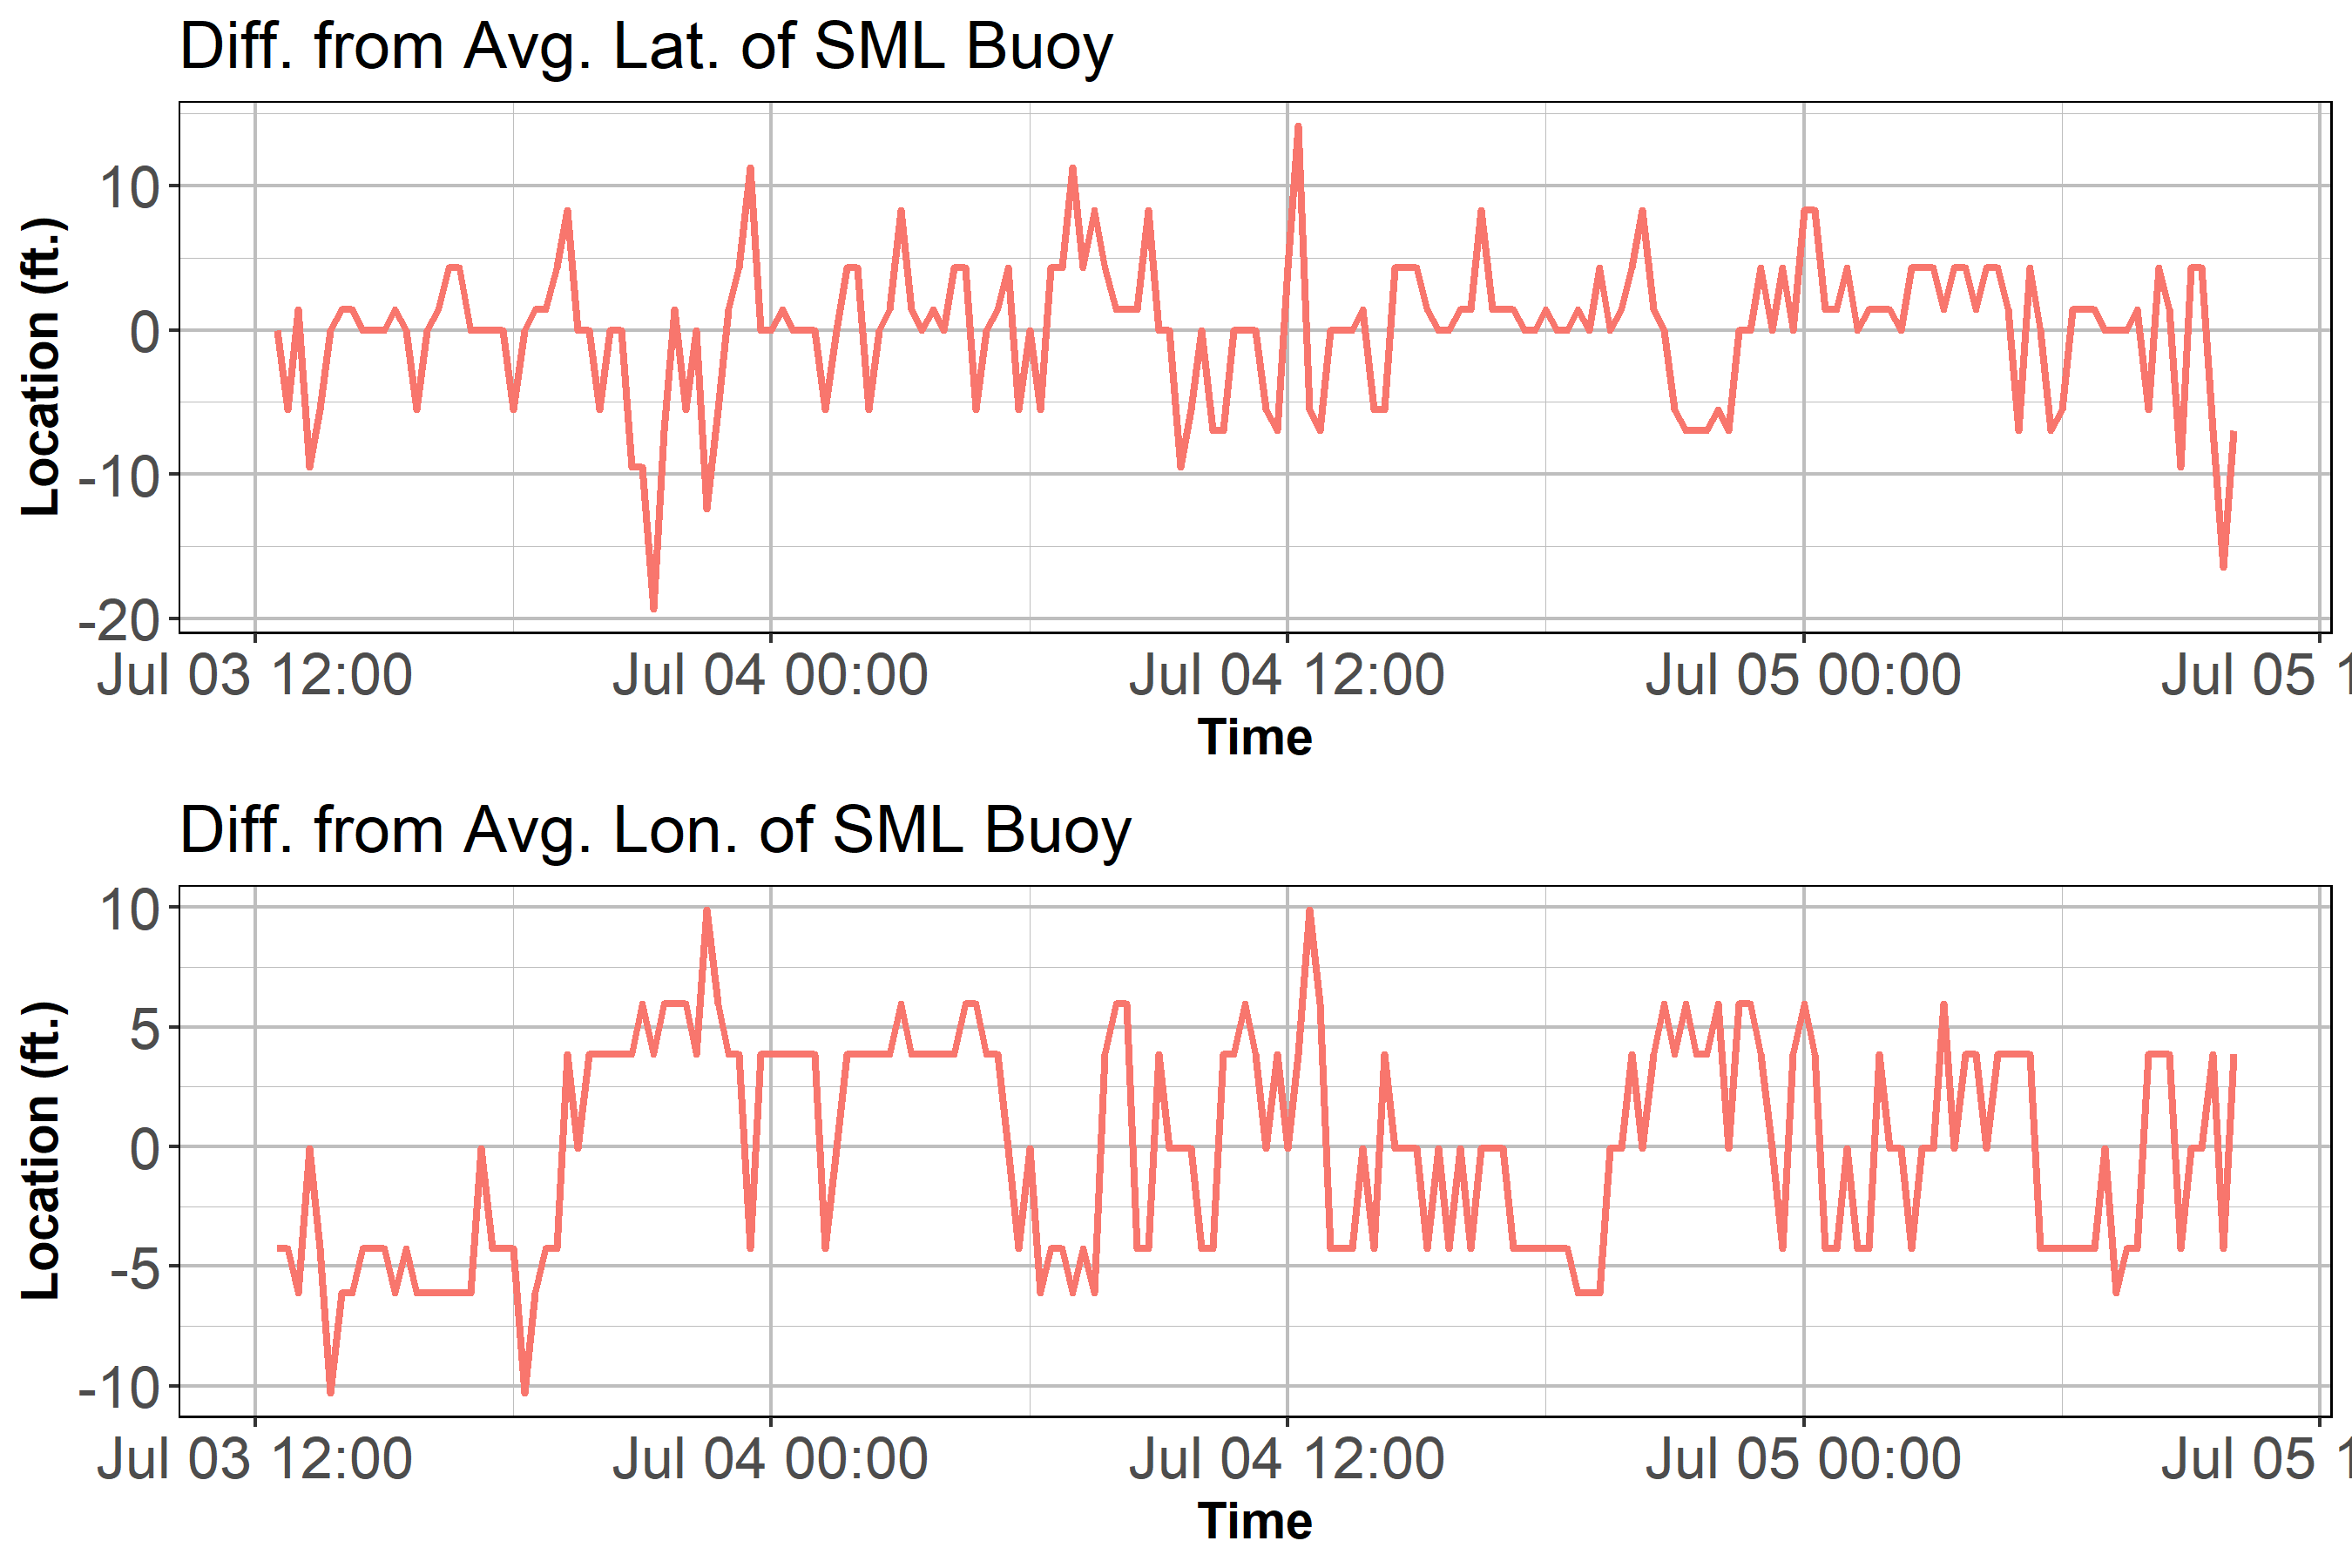 Diff. from Avg. Lat. of SML Buoy
Location (ft.)
10
0
-10
-20
Jul 03 12:00 Jul 04 00:00 Jul 04 12:00 Jul 05 00:00 Jul 05 1
Time
Diff. from Avg. Lon. of SML Buoy
Location (ft.)
10
5
0
-5
-10
Jul 03 12:00 Jul 04 00:00 Jul 04 12:00 Jul 05 00:00 Jul 05 1
Time